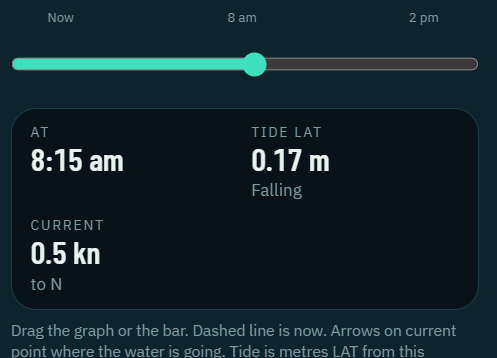 Now 8 am 2 pm
AT TIDE LAT
8:15 am 0.17 m
Falling
CURRENT
0.5 kn
to N
Drag the graph or the bar. Dashed line is now. Arrows on current
point where the water is going. Tide is metres LAT from this